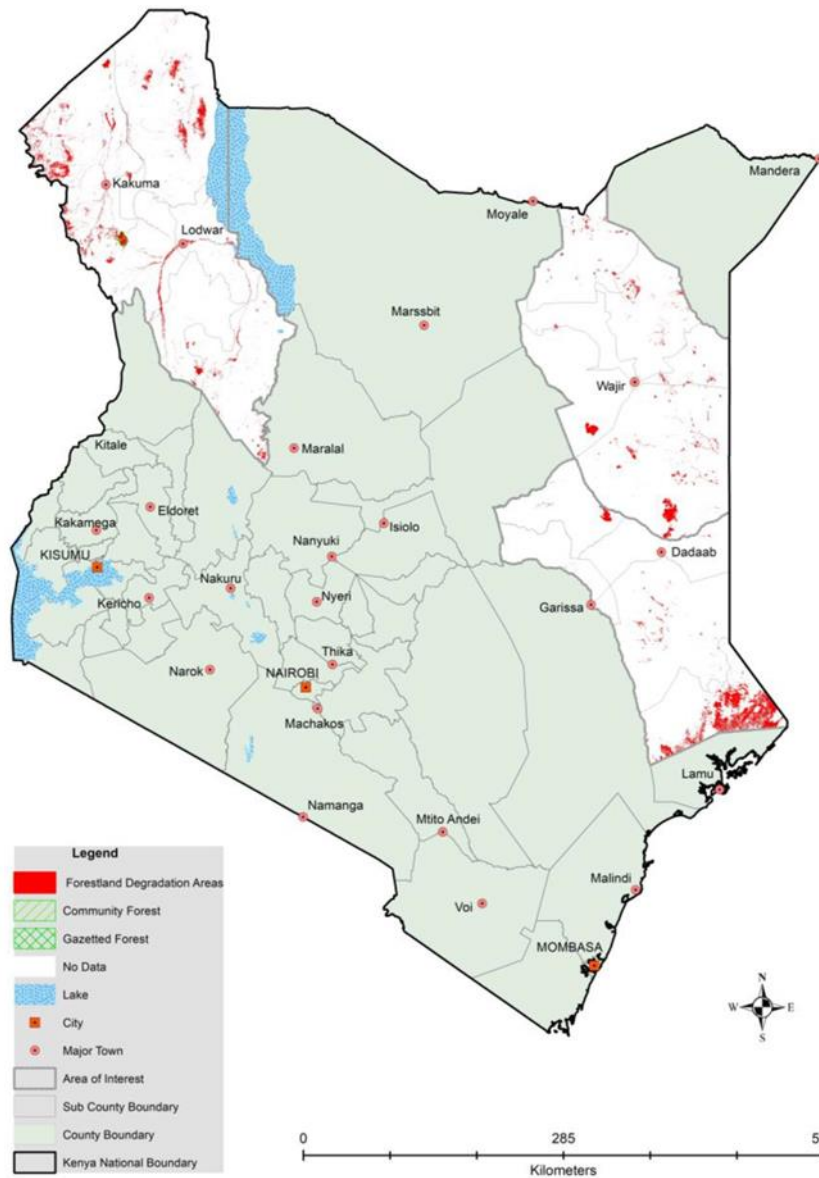 Mandera
Kakuma
Moyale
Lodwar
Marssbit
Wajir
Maralal
Kitale
Eldoret
Isiolo
Kakamega
Nanyuki
KISUMU
Dadaab
Nakuru
Kericho
Nyeri
Garissa
Thika
Narok
NAIROBI
Machakos
Lamu
Namanga
Mtito Andei
Malindi
Voi
MOMBASA
Legend
Forestland Degradation Areas
Community Forest
Gazetted Forest
No Data
Lake
City
Major Town
Area of Interest
Sub County Boundary
County Boundary
Kenya National Boundary
N
W E
S
0 285 5
Kilometers